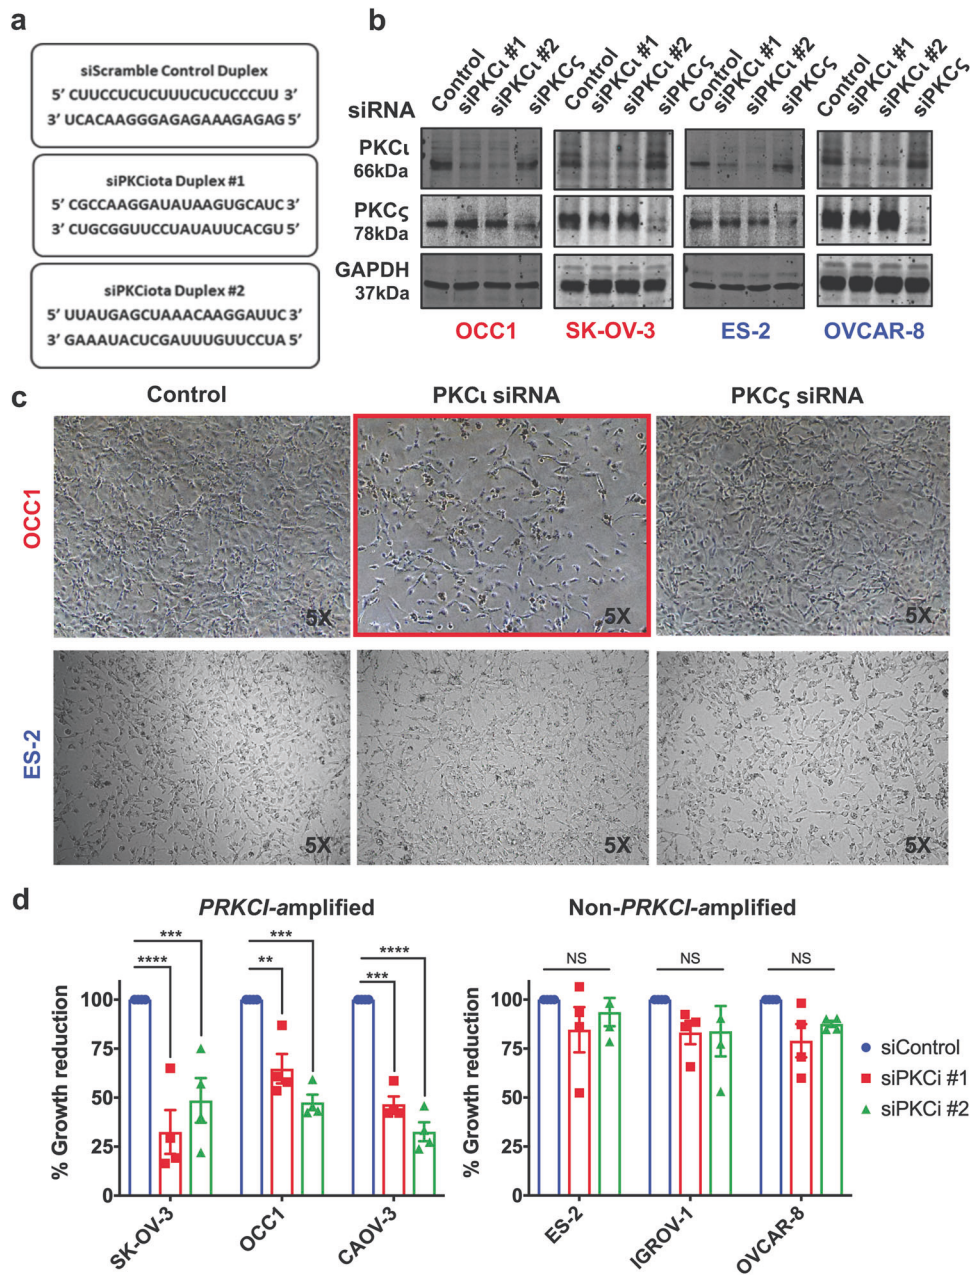 a
siScramble Control Duplex
5’ CUUCCUCUCUUUCUCUCCCUU 3’
3’ UCACAAGGGAGAGAAAGAGAG 5’
siPKCiota Duplex #1
5’ CGCCAAGGAUAUAAGUGCAUC 3’
3’ CUGCGGUUCCUAUAUUCACGU 5’
siPKCiota Duplex #2
5’ UUAUGAGCUAAACAAGGAUUC 3’
3’ GAAAUACUCGAUUUGUUCCUA 5’
b
siRNA
Control siPKCι #1 siPKCι #2 siPKCς Control siPKCι #1 siPKCι #2 siPKCς Control siPKCι #1 siPKCι #2 siPKCς Control siPKCι #1 siPKCι #2 siPKCς
PKCι
66kDa
PKCς
78kDa
GAPDH
37kDa
OCC1 SK-OV-3 ES-2 OVCAR-8
c
Control PKCι siRNA PKCς siRNA
OCC1
5X 5X 5X
ES-2
5X 5X 5X
d
PRKCI-amplified
% Growth reduction
100
75
50
25
0
**** *** ** *** *** ****
SK-OV-3 OCC1 CAOV-3
Non-PRKCI-amplified
% Growth reduction
100
75
50
25
0
NS NS NS
ES-2 IGROV-1 OVCAR-8
siControl
siPKCi #1
siPKCi #2